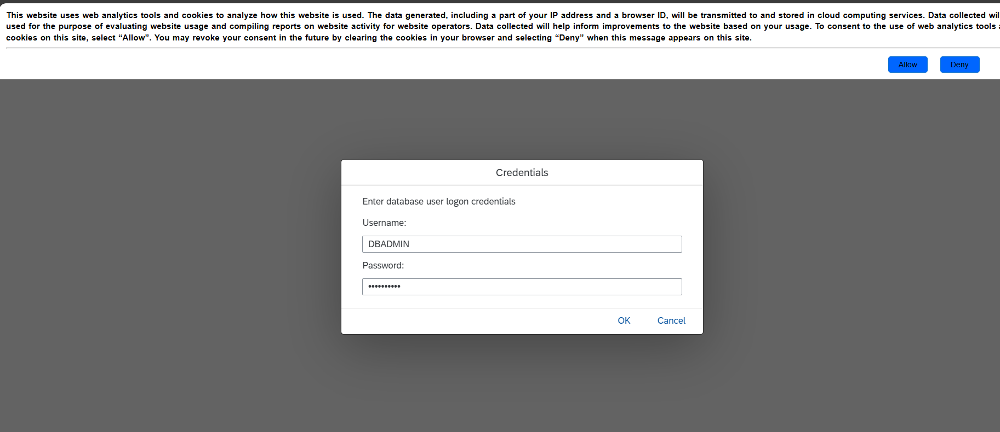 This website uses web analytics tools and cookies to analyze how this website is used. The data generated, including a part of your IP address and a browser ID, will be transmitted to and stored in cloud computing services. Data collected wil
used for the purpose of evaluating website usage and compiling reports on website activity for website operators. Data collected will help inform improvements to the website based on your usage. To consent to the use of web analytics tools
cookies on this site, select “Allow”. You may revoke your consent in the future by clearing the cookies in your browser and selecting “Deny” when this message appears on this site.
Allow Deny
Credentials
Enter database user logon credentials
Username:
DBADMIN
Password:
••••••••••
OK Cancel